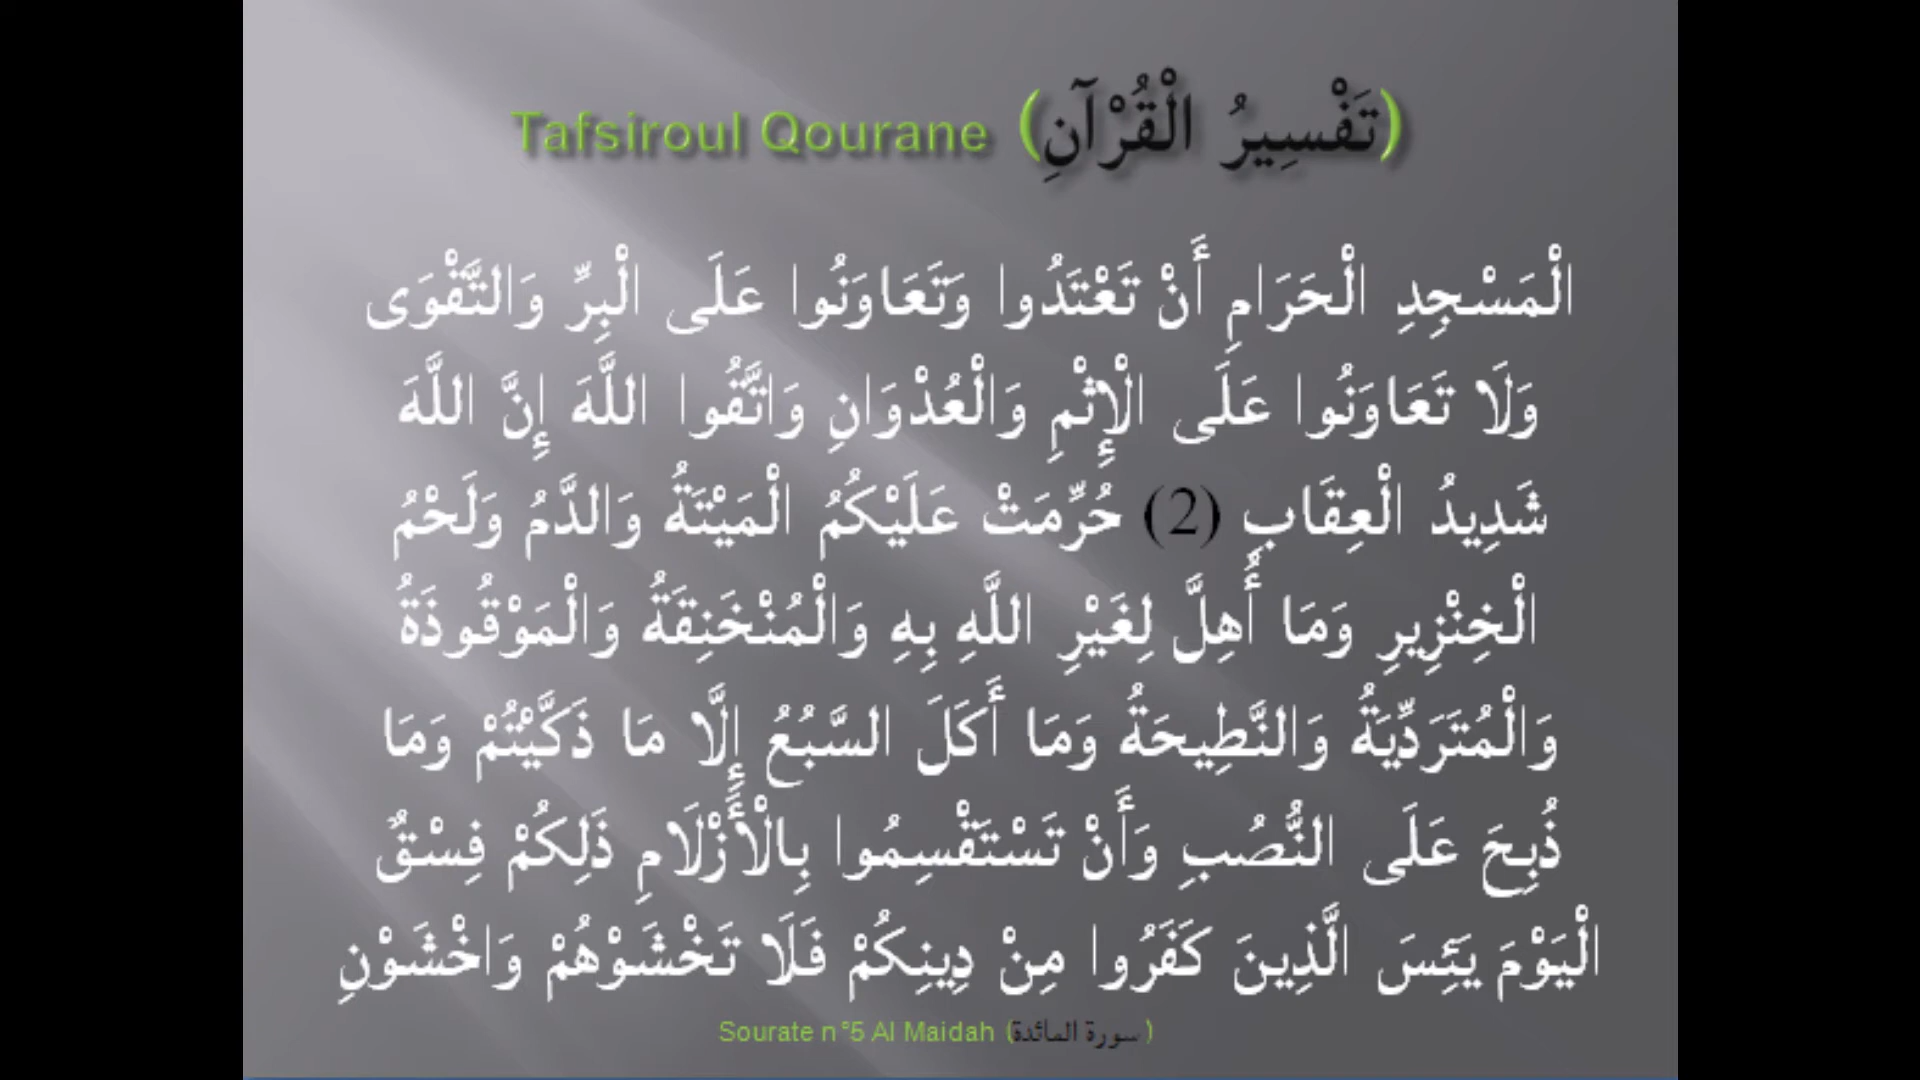 Tafsiroul Qourane (تَفْسِيرُ الْقُرْآنِ)
الْمَسْجِدِ الْحَرَامِ أَنْ تَعْتَدُوا وَتَعَاوَنُوا عَلَى الْبِرِّ وَالتَّقْوَى
وَلَا تَعَاوَنُوا عَلَى الْإِثْمِ وَالْعُدْوَانِ وَاتَّقُوا اللَّهَ إِنَّ اللَّهَ
شَدِيدُ الْعِقَابِ (2) حُرِّمَتْ عَلَيْكُمُ الْمَيْتَةُ وَالدَّمُ وَلَحْمُ
الْخِنْزِيرِ وَمَا أُهِلَّ لِغَيْرِ اللَّهِ بِهِ وَالْمُنْخَنِقَةُ وَالْمَوْقُوذَةُ
وَالْمُتَرَدِّيَةُ وَالنَّطِيحَةُ وَمَا أَكَلَ السَّبُعُ إِلَّا مَا ذَكَّيْتُمْ وَمَا
ذُبِحَ عَلَى النُّصُبِ وَأَنْ تَسْتَقْسِمُوا بِالْأَزْلَامِ ذَلِكُمْ فِسْقٌ
الْيَوْمَ يَئِسَ الَّذِينَ كَفَرُوا مِنْ دِينِكُمْ فَلَا تَخْشَوْهُمْ وَاخْشَوْنِ
Sourate n°5 Al Maidah (سورة المائدة)